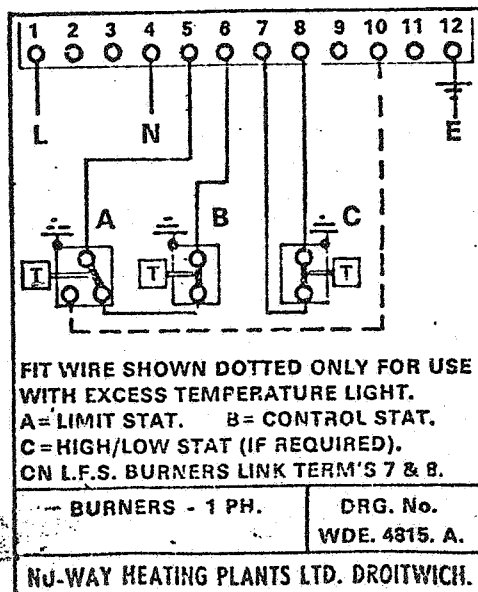 1 2 3 4 5 6 7 8 9 10 11 12
L N E
A B C
T T T
FIT WIRE SHOWN DOTTED ONLY FOR USE
WITH EXCESS TEMPERATURE LIGHT.
A= LIMIT STAT. B= CONTROL STAT.
C= HIGH/LOW STAT (IF REQUIRED).
ON L.F.S. BURNERS LINK TERM'S 7 & 8.
BURNERS - 1 PH.
DRG. No.
WDE. 4815. A.
NU-WAY HEATING PLANTS LTD. DROITWICH.